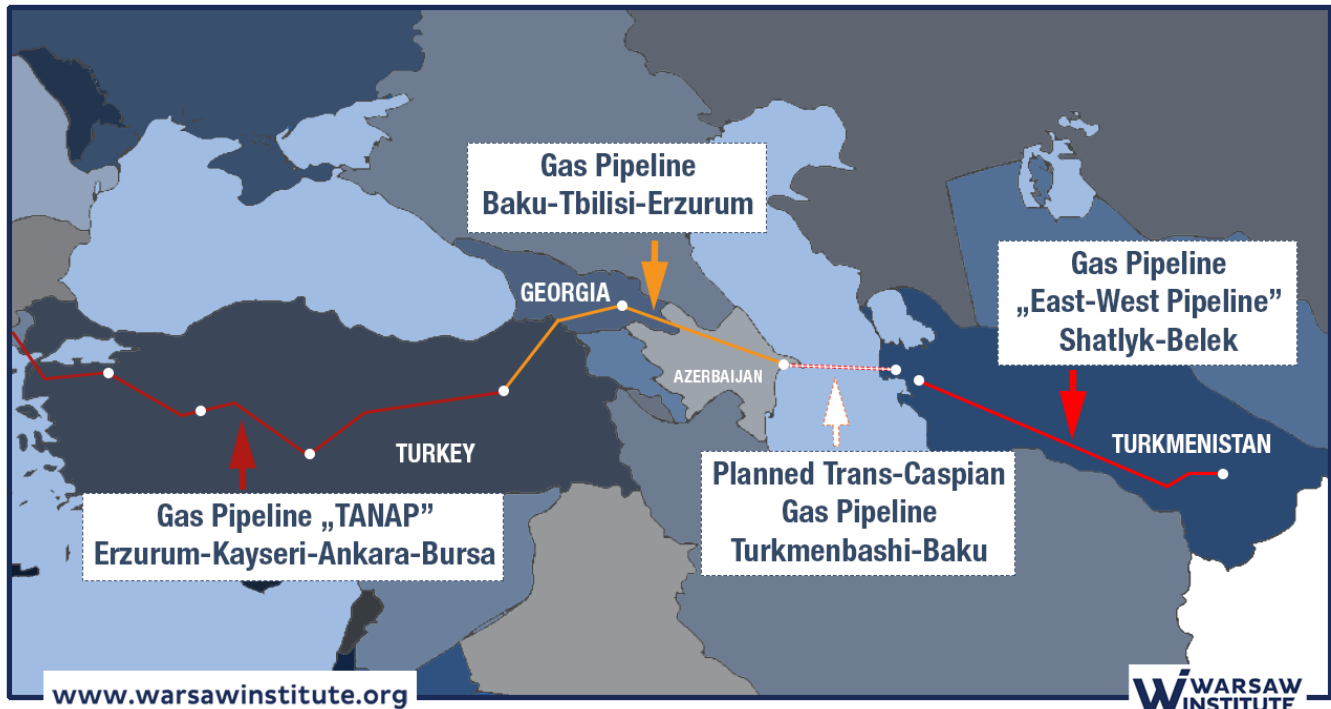 Gas Pipeline
Baku-Tbilisi-Erzurum
Gas Pipeline
„East-West Pipeline”
Shatlyk-Belek
GEORGIA
AZERBAIJAN
TURKMENISTAN
TURKEY
Planned Trans-Caspian
Gas Pipeline
Turkmenbashi-Baku
Gas Pipeline „TANAP”
Erzurum-Kayseri-Ankara-Bursa
www.warsawinstitute.org
WARSAW
INSTITUTE